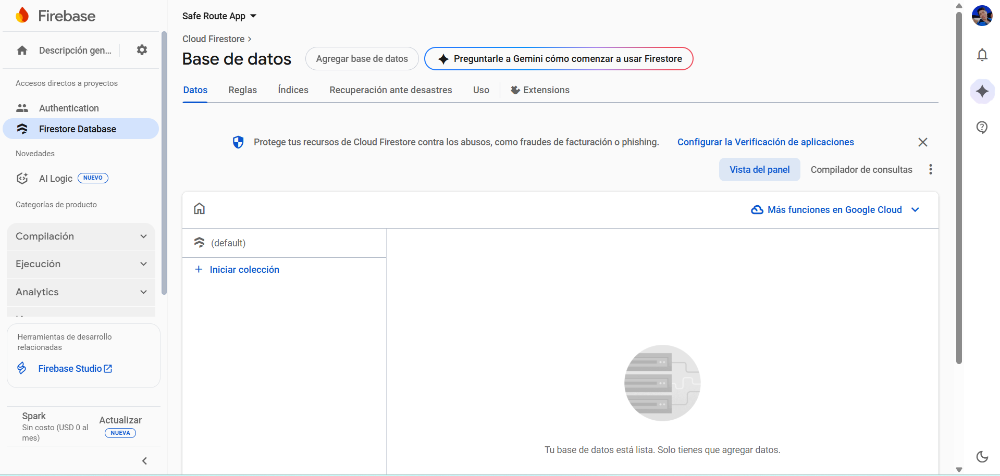 Firebase
Descripción gen...
Accesos directos a proyectos
Authentication
Firestore Database
Novedades
AI Logic NUEVO
Categorías de producto
Compilación
Ejecución
Analytics
Herramientas de desarrollo
relacionadas
Firebase Studio
Spark
Sin costo (USD 0 al
mes)
Actualizar
NUEVA
Safe Route App
Cloud Firestore
Base de datos
Agregar base de datos
Preguntarle a Gemini cómo comenzar a usar Firestore
Datos Reglas Índices Recuperación ante desastres Uso Extensions
Protege tus recursos de Cloud Firestore contra los abusos, como fraudes de facturación o phishing. Configurar la Verificación de aplicaciones
Vista del panel Compilador de consultas
Más funciones en Google Cloud
(default)
+ Iniciar colección
Tu base de datos está lista. Solo tienes que agregar datos.